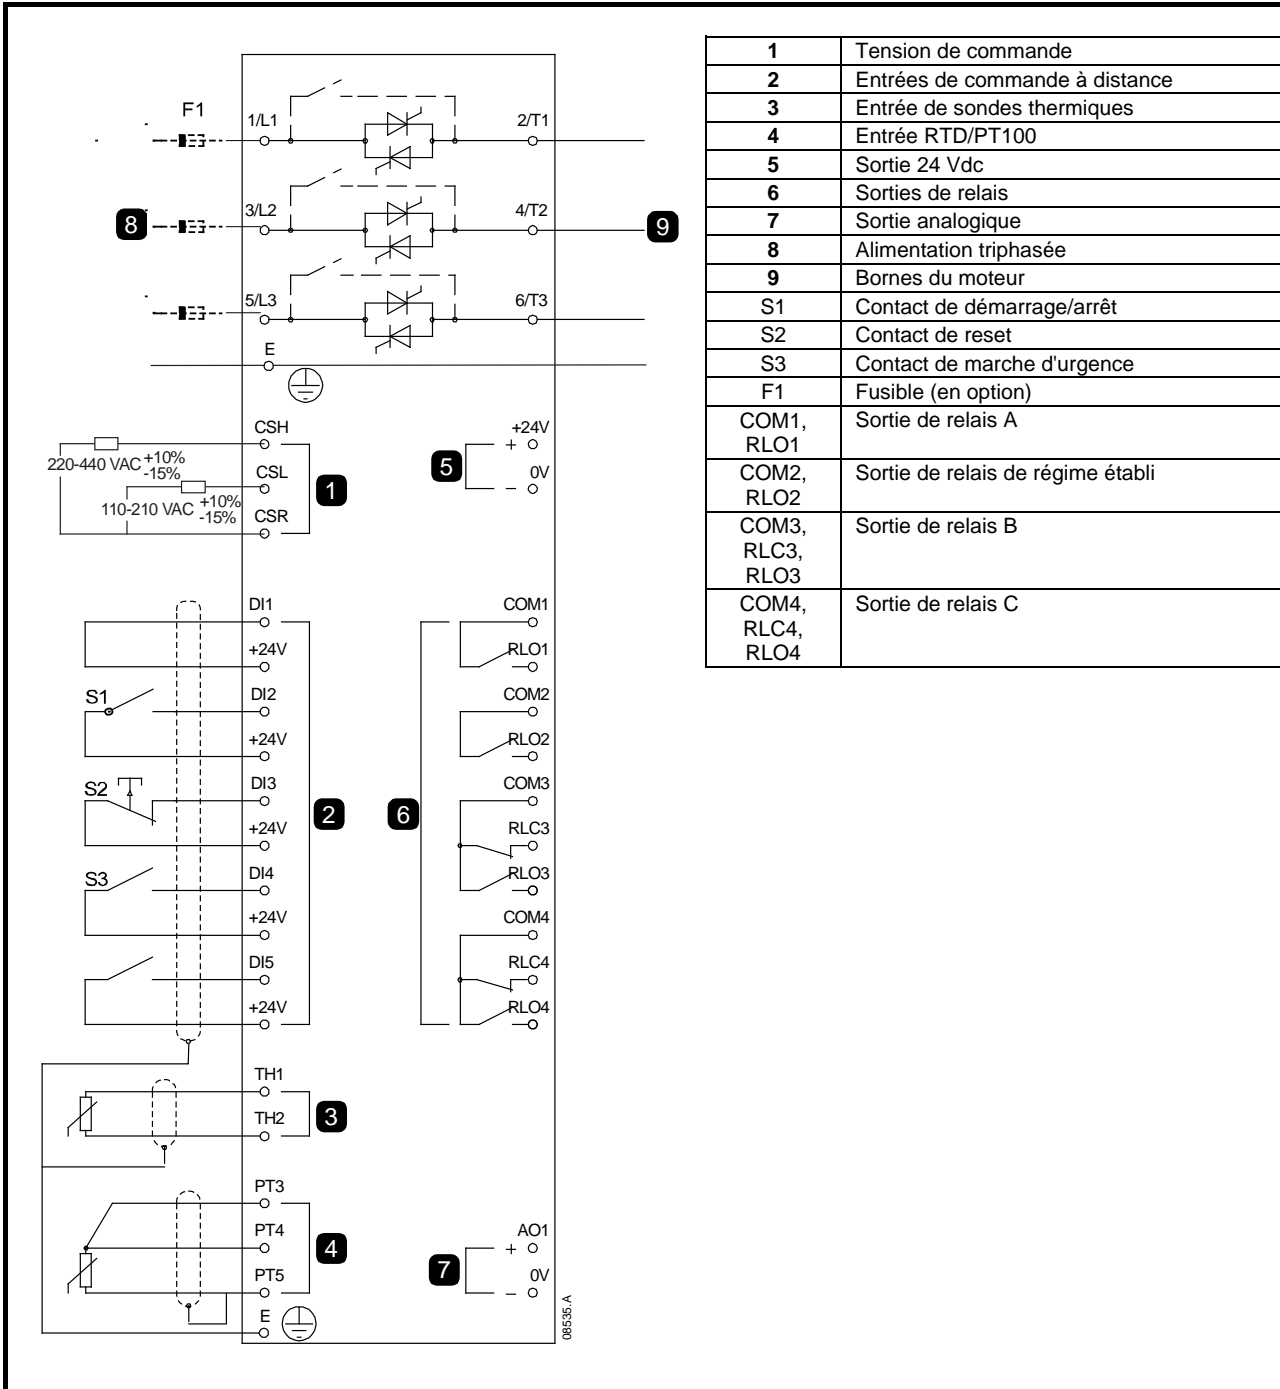 F1
1/L1
2/T1
3/L2
4/T2
8
9
5/L3
6/T3
E
CSH
220-440 VAC +10%
-15%
CSL
110-210 VAC +10%
-15%
CSR
1
+24V
+
5
0V
–
DI1
+24V
S1
DI2
+24V
S2
DI3
+24V
S3
DI4
+24V
DI5
+24V
2
COM1
RLO1
COM2
RLO2
COM3
6
RLC3
RLO3
COM4
RLC4
RLO4
TH1
TH2
3
PT3
PT4
PT5
4
E
AO1
+
7
0V
–
08535.A
1 Tension de commande
2 Entrées de commande à distance
3 Entrée de sondes thermiques
4 Entrée RTD/PT100
5 Sortie 24 Vdc
6 Sorties de relais
7 Sortie analogique
8 Alimentation triphasée
9 Bornes du moteur
S1 Contact de démarrage/arrêt
S2 Contact de reset
S3 Contact de marche d'urgence
F1 Fusible (en option)
COM1, Sortie de relais A
RLO1
COM2, Sortie de relais de régime établi
RLO2
COM3, Sortie de relais B
RLC3,
RLO3
COM4, Sortie de relais C
RLC4,
RLO4